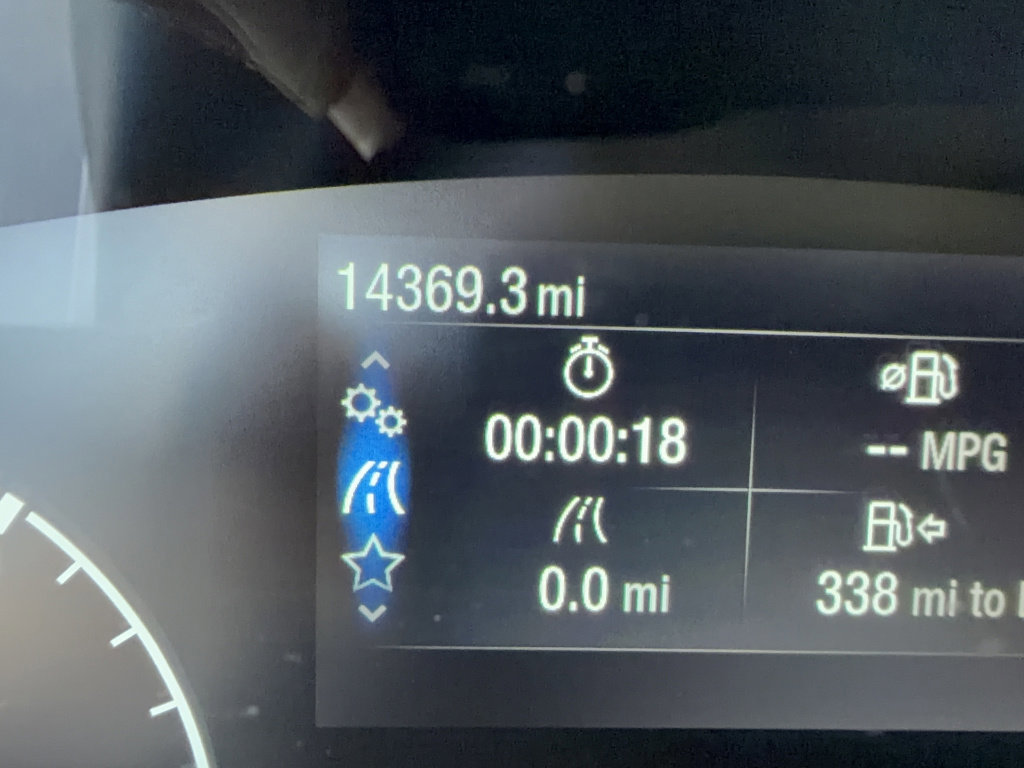 14369.3 mi
00:00:18
-- MPG
0.0 mi
338 mi to